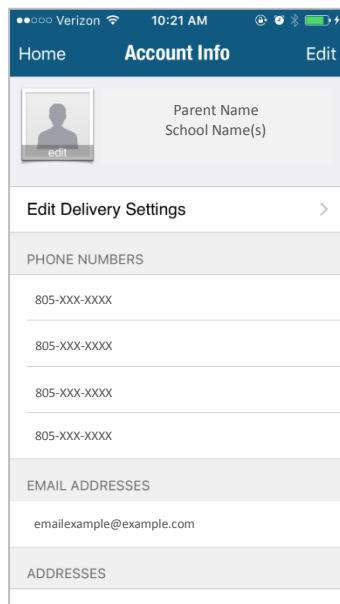 Verizon 10:21 AM
Home Account Info Edit
edit
Parent Name
School Name(s)
Edit Delivery Settings
PHONE NUMBERS
805-XXX-XXXX
805-XXX-XXXX
805-XXX-XXXX
805-XXX-XXXX
EMAIL ADDRESSES
emailexample@example.com
ADDRESSES